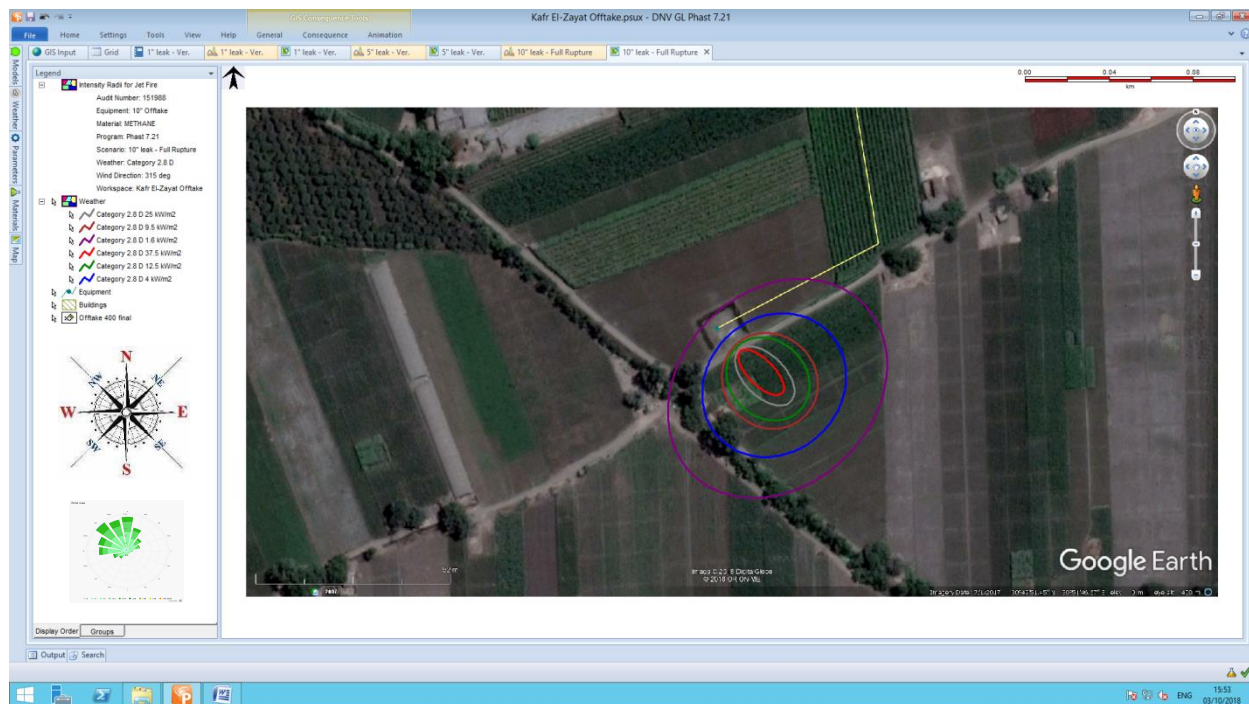 GIS Consequence Tools
Kafr El-Zayat Offtake.psux - DNV GL Phast 7.21
File Home Settings Tools View Help General Consequence Animation
GIS Input Grid 1" leak - Ver. 1" leak - Ver. 1" leak - Ver. 5" leak - Ver. 5" leak - Ver. 10" leak - Full Rupture 10" leak - Full Rupture
Models
Weather
Parameters
Materials
Map
Legend
Intensity Radii for Jet Fire
Audit Number: 151988
Equipment: 10" Offtake
Material: METHANE
Program: Phast 7.21
Scenario: 10" leak - Full Rupture
Weather: Category 2.8 D
Wind Direction: 315 deg
Workspace: Kafr El-Zayat Offtake
Weather
Category 2.8 D 25 kW/m2
Category 2.8 D 9.5 kW/m2
Category 2.8 D 1.6 kW/m2
Category 2.8 D 37.5 kW/m2
Category 2.8 D 12.5 kW/m2
Category 2.8 D 4 kW/m2
Equipment
Buildings
Offtake 400 final
N
NW NE
W E
SW SE
S
0.00 0.04 0.08
km
Google Earth
Display Order Groups
Output Search
ENG
15:53
03/10/2018